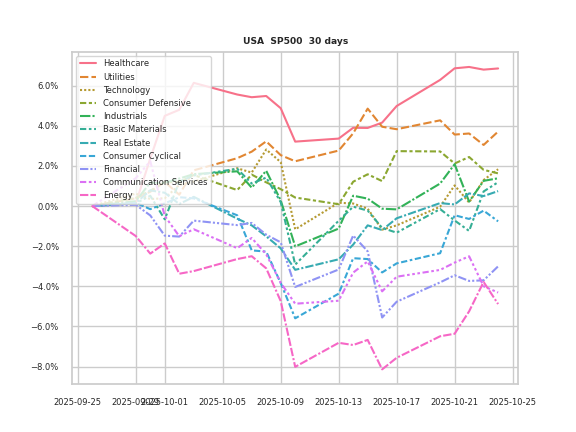 USA SP500 30 days
Healthcare
Utilities
Technology
Consumer Defensive
Industrials
Basic Materials
Real Estate
Consumer Cyclical
Financial
Communication Services
Energy
6.0%
4.0%
2.0%
0.0%
−2.0%
−4.0%
−6.0%
−8.0%
2025-09-25 2025-09-29 2025-10-01 2025-10-05 2025-10-09 2025-10-13 2025-10-17 2025-10-21 2025-10-25